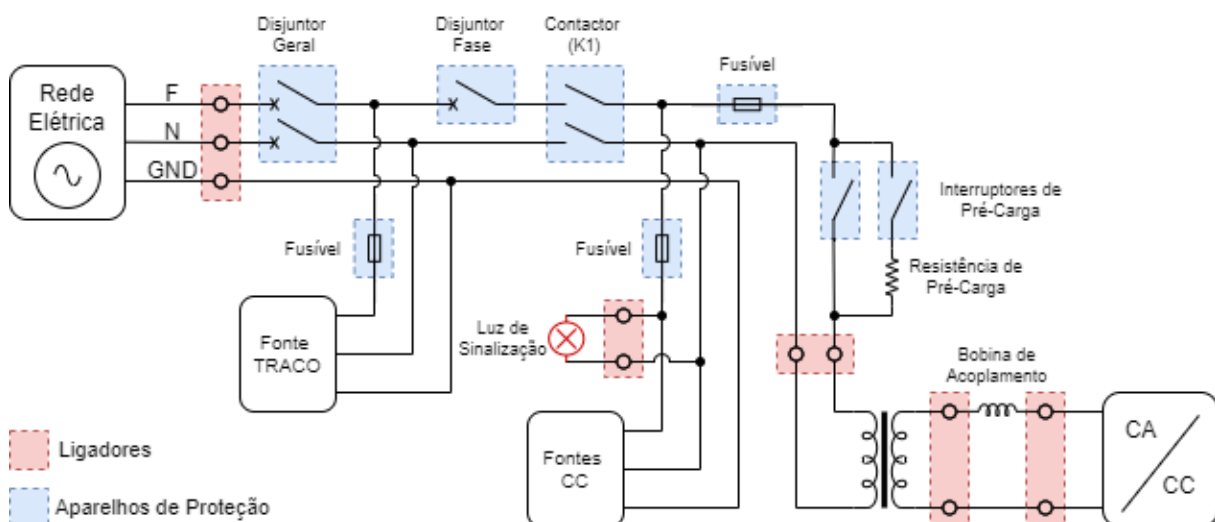 Disjuntor
Geral
Disjuntor
Fase
Contactor
(K1)
Fusível
Rede
Elétrica
F
N
GND
Interruptores de
Pré-Carga
Fusível
Fusível
Resistência de
Pré-Carga
Fonte
TRACO
Luz de
Sinalização
Bobina de
Acoplamento
Fontes
CC
CA
CC
Ligadores
Aparelhos de Proteção